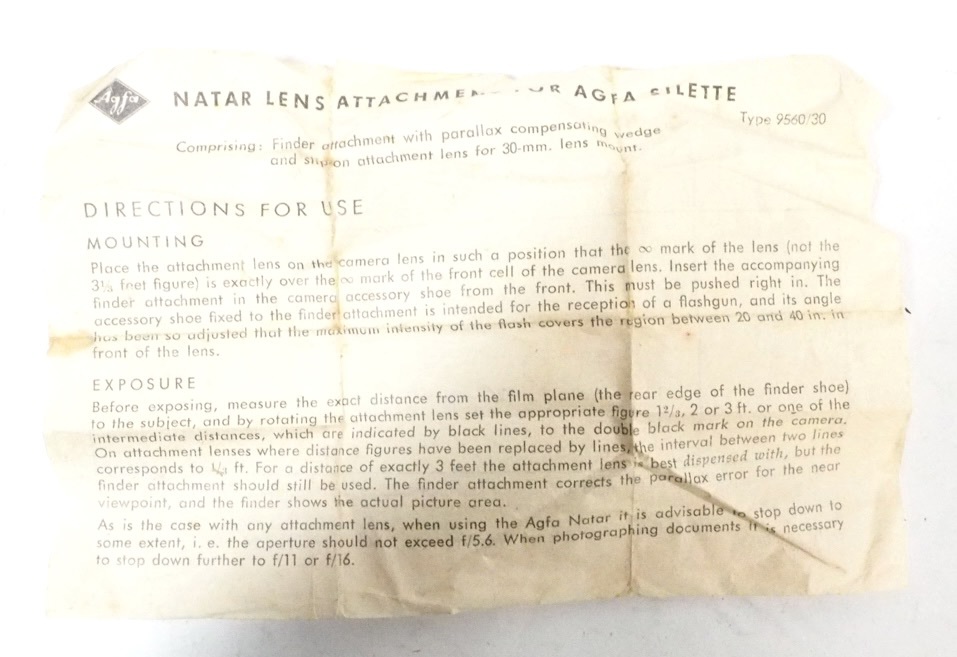 Agfa
NATAR LENS ATTACHMENT FOR AGFA SILETTE
Type 9560/30
Comprising: Finder attachment with parallax compensating wedge
and slip-on attachment lens for 30-mm. lens mount.
DIRECTIONS FOR USE
MOUNTING
Place the attachment lens on the camera lens in such a position that the ∞ mark of the lens (not the
feet figure) is exactly over the ∞ mark of the front cell of the camera lens. Insert the accompanying
finder attachment in the camera accessory shoe from the front. This must be pushed right in. The
accessory shoe fixed to the finder attachment is intended for the reception of a flashgun, and its angle
has been so adjusted that the maximum intensity of the flash covers the region between 20 and 40 in. in
front of the lens.
EXPOSURE
Before exposing, measure the exact distance from the film plane (the rear edge of the finder shoe)
to the subject, and by rotating the attachment lens set the appropriate figure 1²/₃, 2 or 3 ft. or one of the
intermediate distances, which are indicated by black lines, to the double black mark on the camera.
On attachment lenses where distance figures have been replaced by lines, the interval between two lines
corresponds to ft. For a distance of exactly 3 feet the attachment lens is best dispensed with, but the
finder attachment should still be used. The finder attachment corrects the parallax error for the near
viewpoint, and the finder shows the actual picture area.
As is the case with any attachment lens, when using the Agfa Natar it is advisable to stop down to
some extent, i. e. the aperture should not exceed f/5.6. When photographing documents it is necessary
to stop down further to f/11 or f/16.